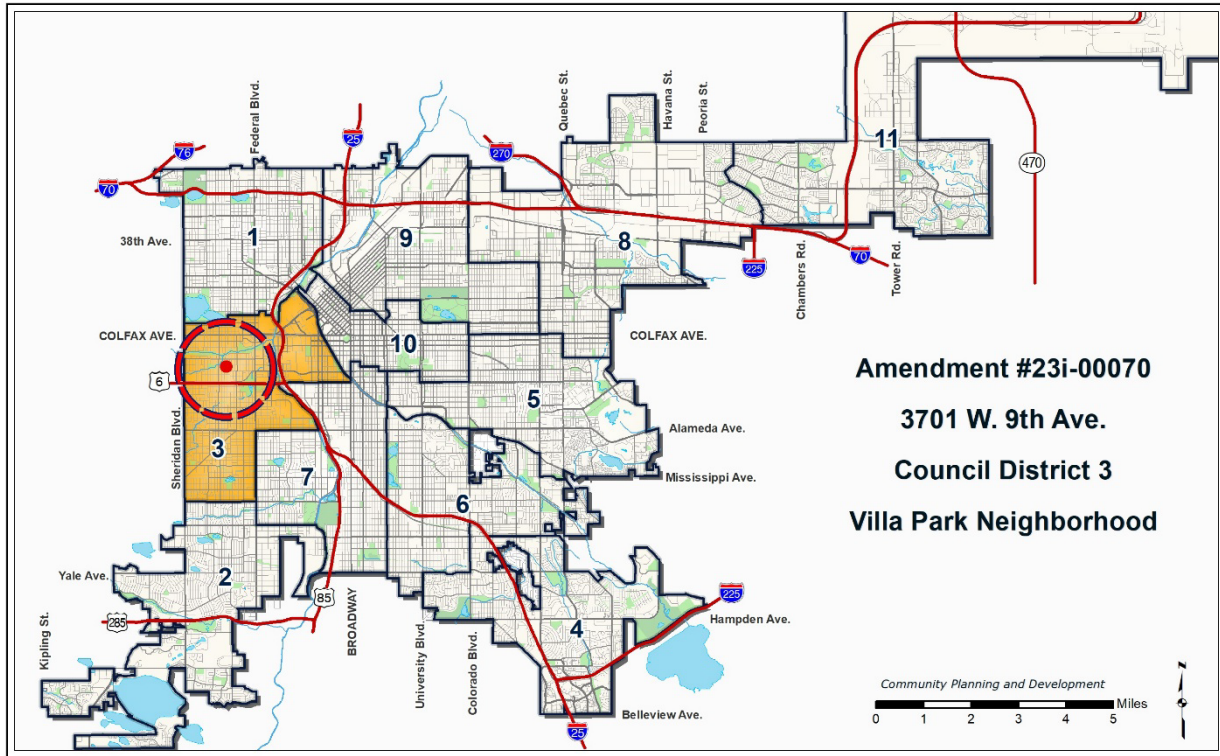 Federal Blvd.
25
Quebec St.
Havana St.
Peoria St.
76
270
70
11
470
38th Ave.
1
9
8
225
Chambers Rd.
70
Tower Rd.
COLFAX AVE.
10
COLFAX AVE.
6
5
Alameda Ave.
Sheridan Blvd.
3
7
Mississippi Ave.
6
Amendment #23i-00070
3701 W. 9th Ave.
Council District 3
Villa Park Neighborhood
Yale Ave.
2
85
BROADWAY
University Blvd.
Colorado Blvd.
4
225
Hampden Ave.
Kipling St.
285
Belleview Ave.
25
Community Planning and Development
Miles
0 1 2 3 4 5
N